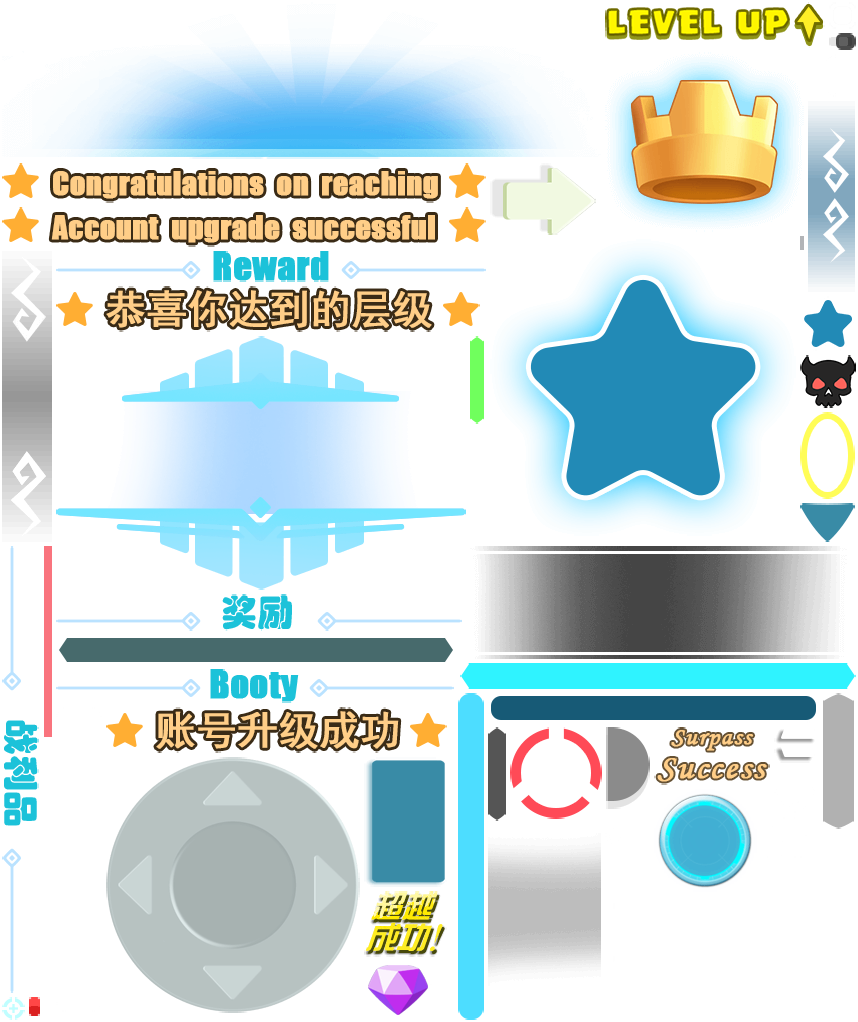 LEVEL UP
Congratulations on reaching
Account upgrade successful
Reward
恭喜你达到的层级
奖励
Booty
账号升级成功
战利品
Surpass
Success
超越
成功!